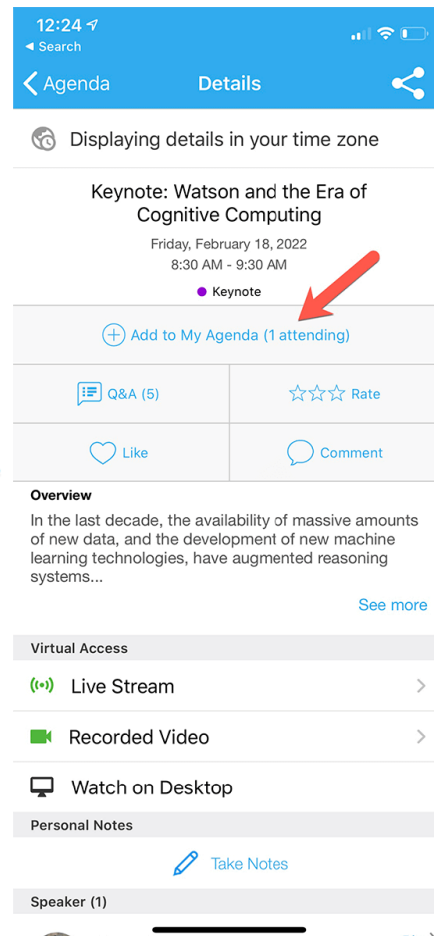 12:24
Search
Agenda
Details
Displaying details in your time zone
Keynote: Watson and the Era of
Cognitive Computing
Friday, February 18, 2022
8:30 AM - 9:30 AM
Keynote
Add to My Agenda (1 attending)
Q&A (5)
Rate
Like
Comment
Overview
In the last decade, the availability of massive amounts
of new data, and the development of new machine
learning technologies, have augmented reasoning
systems...
See more
Virtual Access
Live Stream
Recorded Video
Watch on Desktop
Personal Notes
Take Notes
Speaker (1)